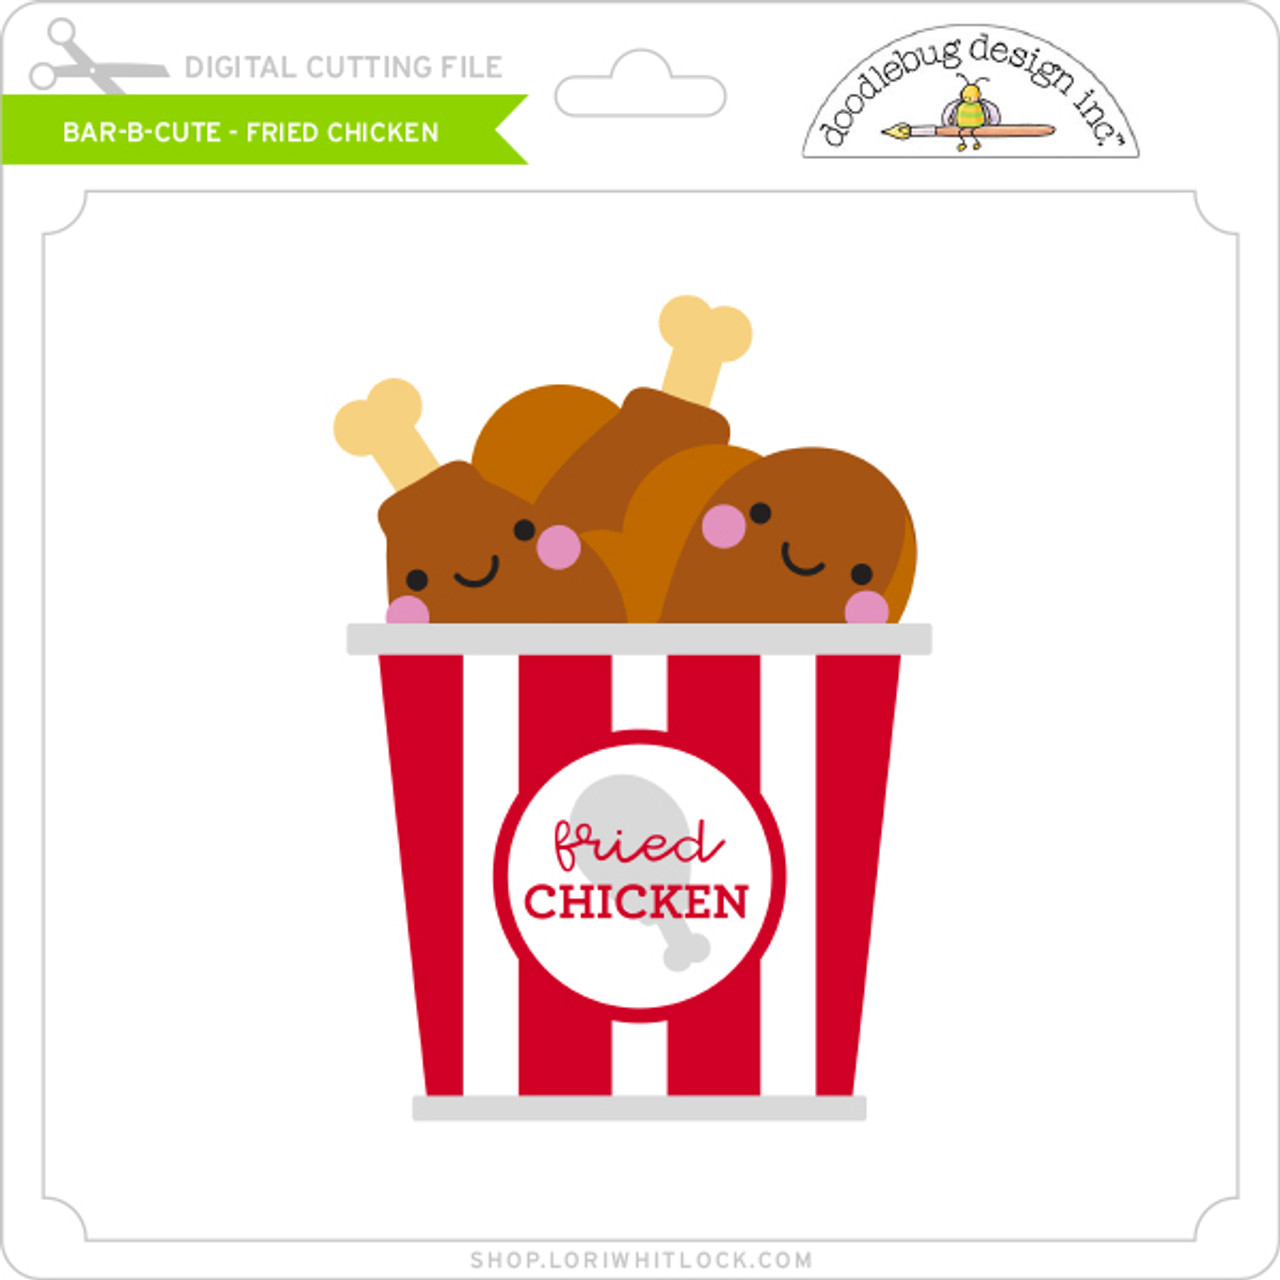 DIGITAL CUTTING FILE
BAR-B-CUTE - FRIED CHICKEN
doodlebug design inc.™
fried
CHICKEN
SHOP.LORIWHITLOCK.COM